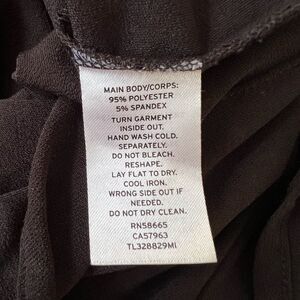 MAIN BODY/CORPS:
95% POLYESTER
5% SPANDEX
TURN GARMENT
INSIDE OUT.
HAND WASH COLD.
SEPARATELY.
DO NOT BLEACH.
RESHAPE.
LAY FLAT TO DRY.
COOL IRON.
WRONG SIDE OUT IF
NEEDED.
DO NOT DRY CLEAN.
RN58665
CA57963
TL328829MI